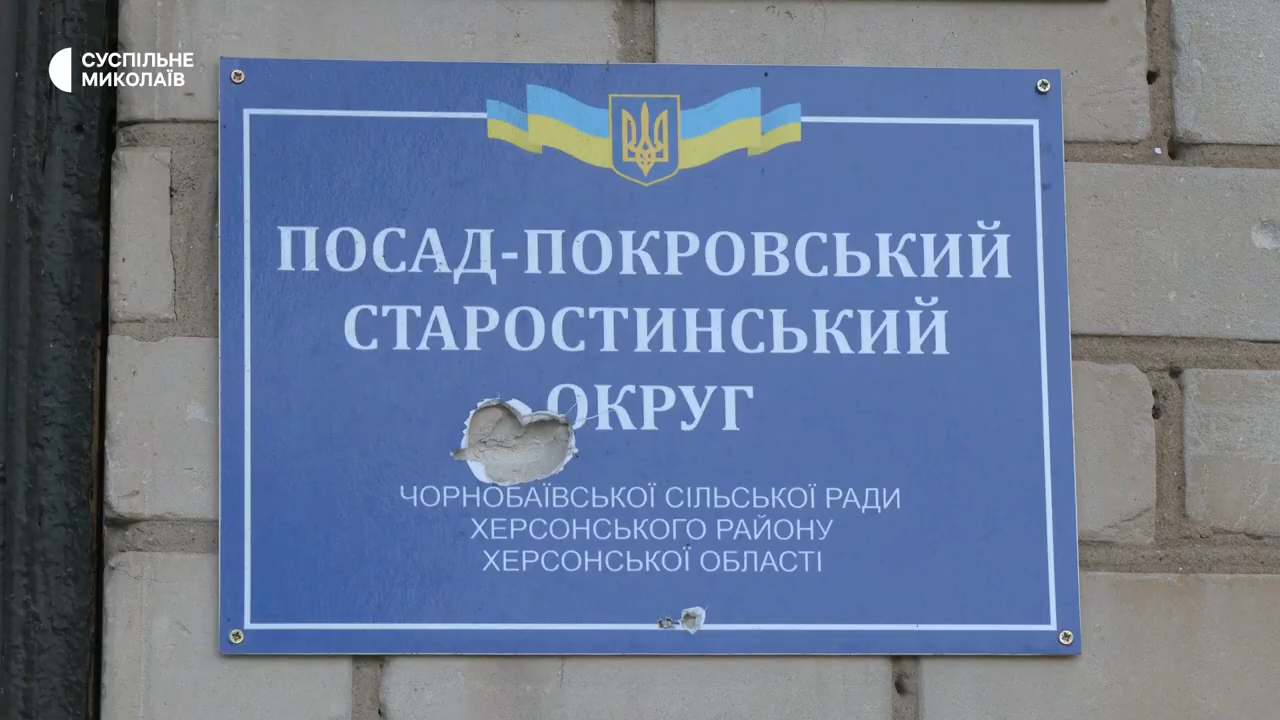 СУСПІЛЬНЕ
МИКОЛАЇВ
ПОСАД-ПОКРОВСЬКИЙ
СТАРОСТИНСЬКИЙ
ОКРУГ
ЧОРНОБАЇВСЬКОЇ СІЛЬСЬКОЇ РАДИ
ХЕРСОНСЬКОГО РАЙОНУ
ХЕРСОНСЬКОЇ ОБЛАСТІ